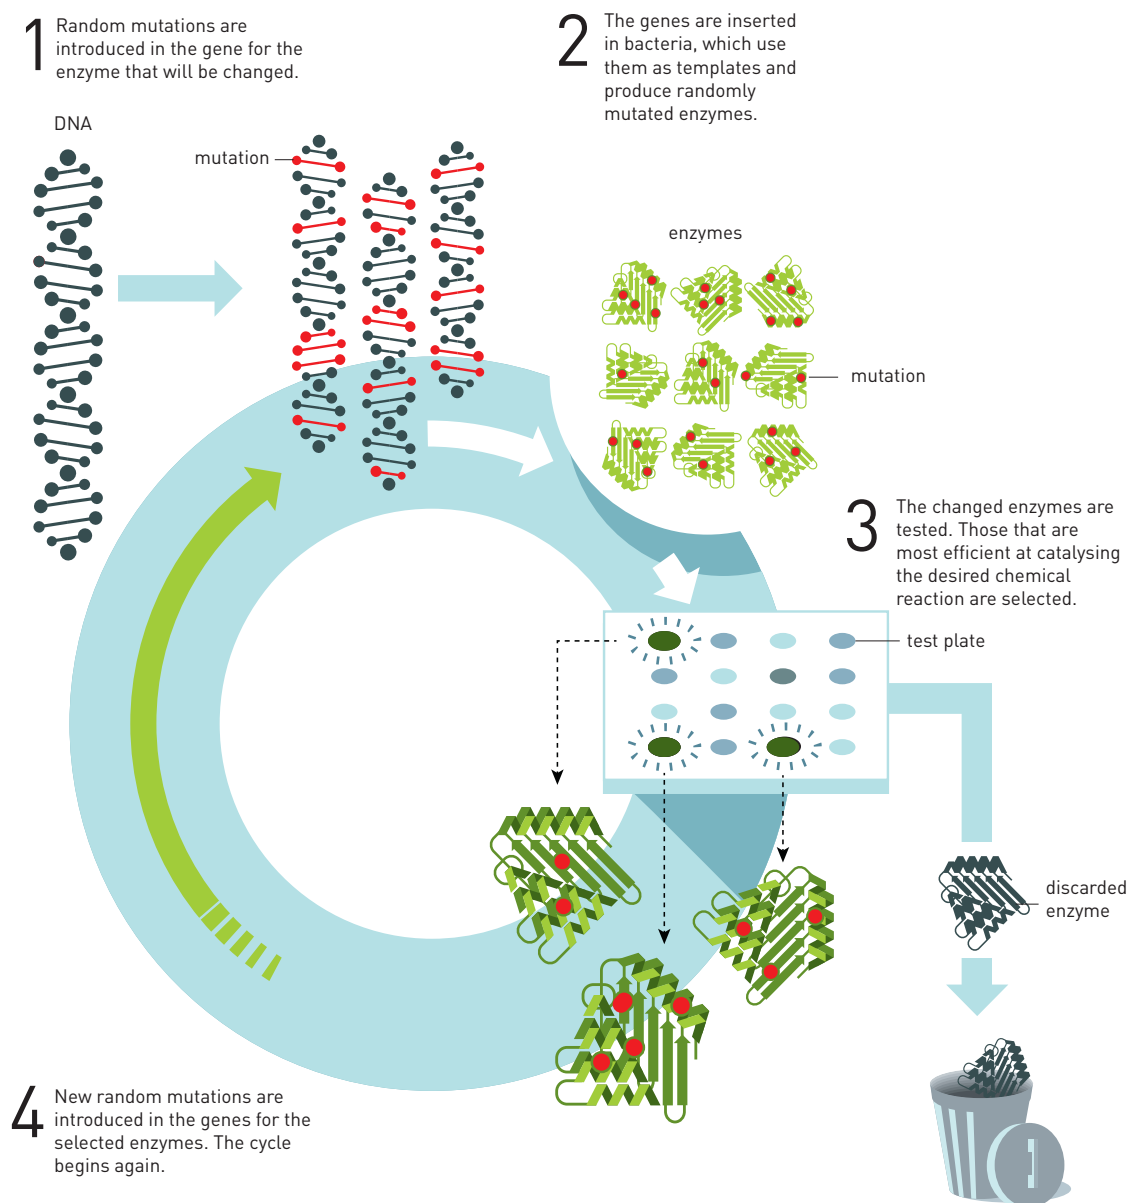 1
Random mutations are
introduced in the gene for the
enzyme that will be changed.
2
The genes are inserted
in bacteria, which use
them as templates and
produce randomly
mutated enzymes.
DNA
mutation
enzymes
mutation
3
The changed enzymes are
tested. Those that are
most efficient at catalysing
the desired chemical
reaction are selected.
test plate
discarded
enzyme
4
New random mutations are
introduced in the genes for the
selected enzymes. The cycle
begins again.